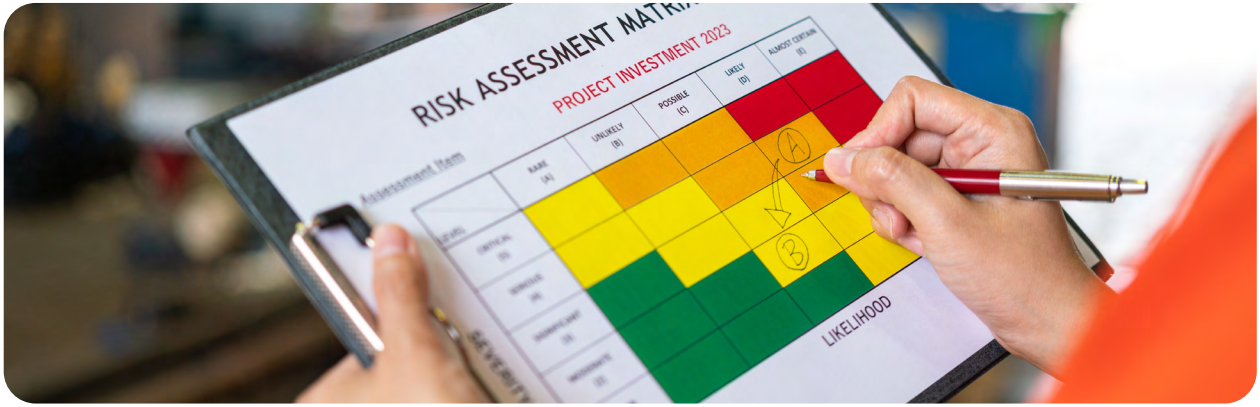 RISK ASSESSMENT MATRIX
PROJECT INVESTMENT 2023
Assessment Item
LEVEL
RARE
(A)
UNLIKELY
(B)
POSSIBLE
(C)
LIKELY
(D)
ALMOST CERTAIN
(E)
CRITICAL
(5)
SERIOUS
(4)
SIGNIFICANT
(3)
MODERATE
(2)
A
B
SEVERITY
LIKELIHOOD